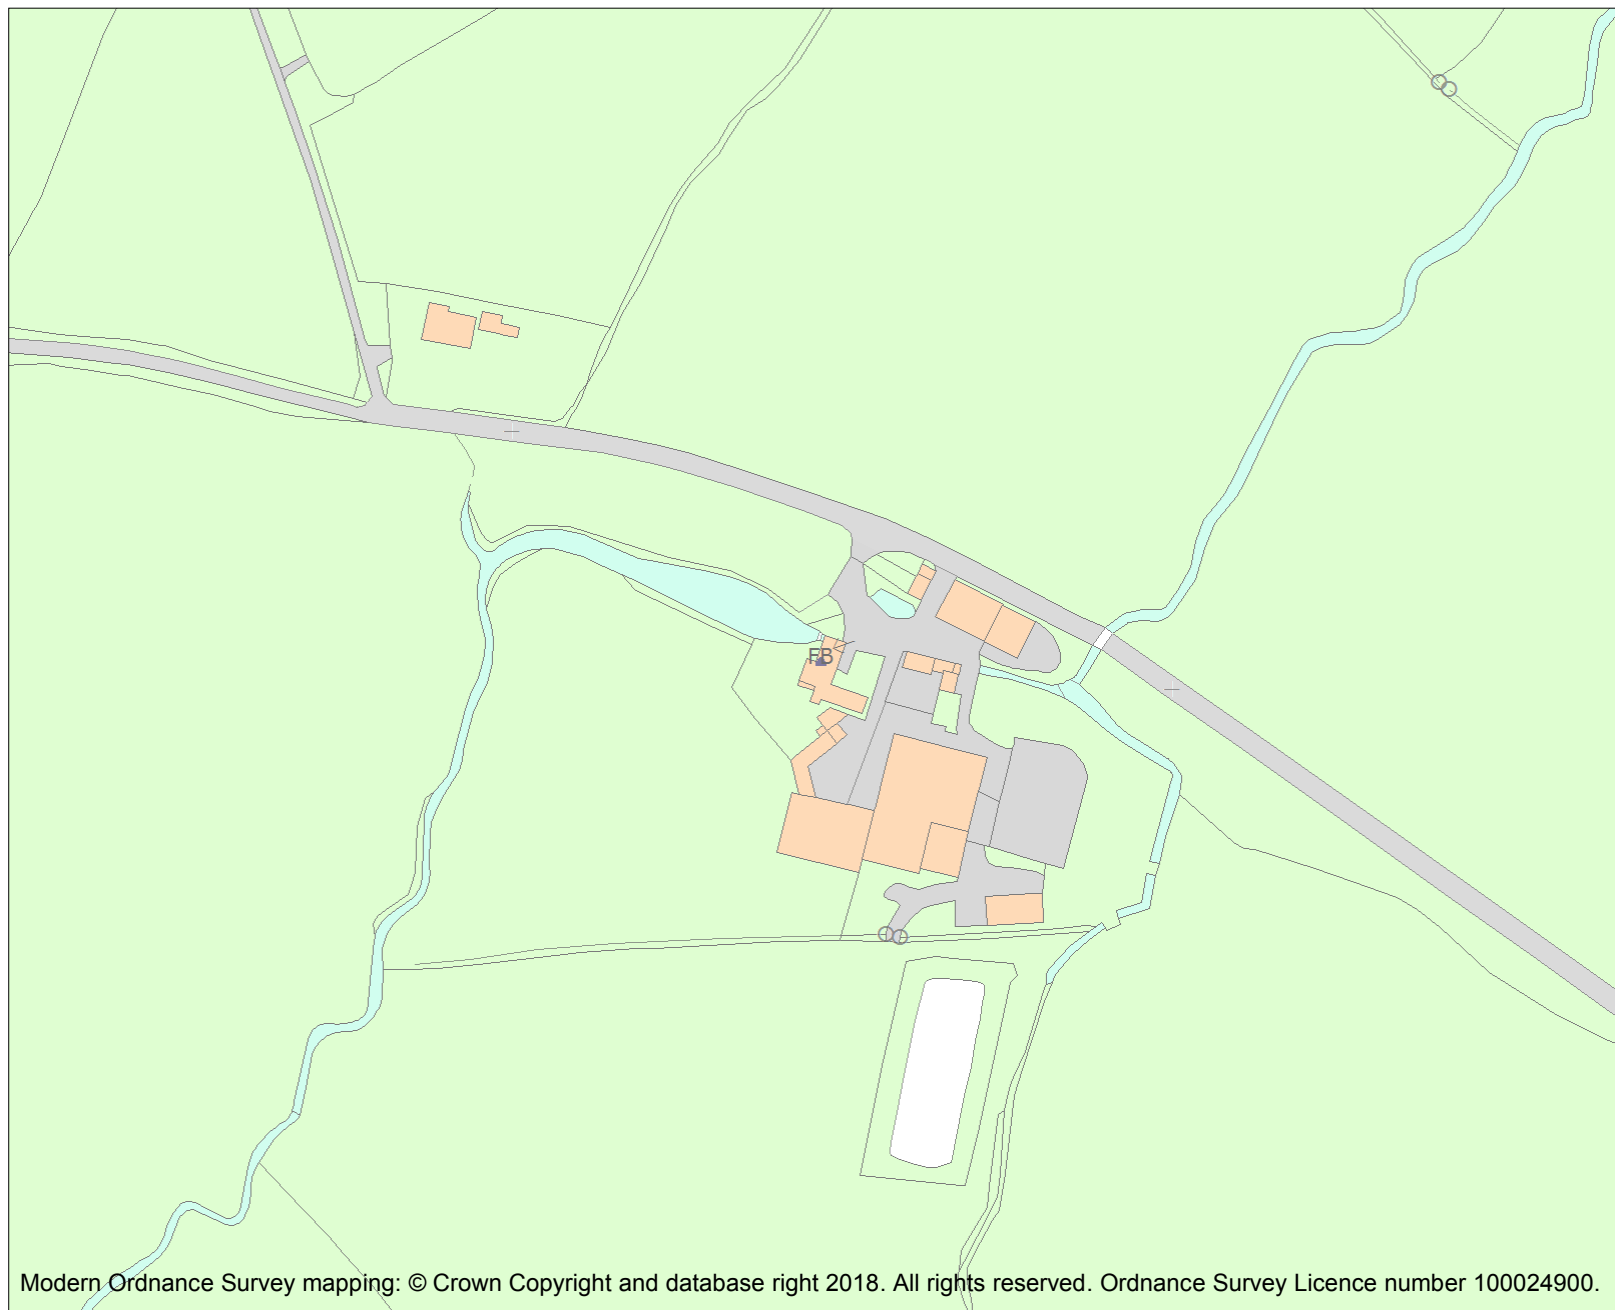 FB
Modern Ordnance Survey mapping: © Crown Copyright and database right 2018. All rights reserved. Ordnance Survey Licence number 100024900.